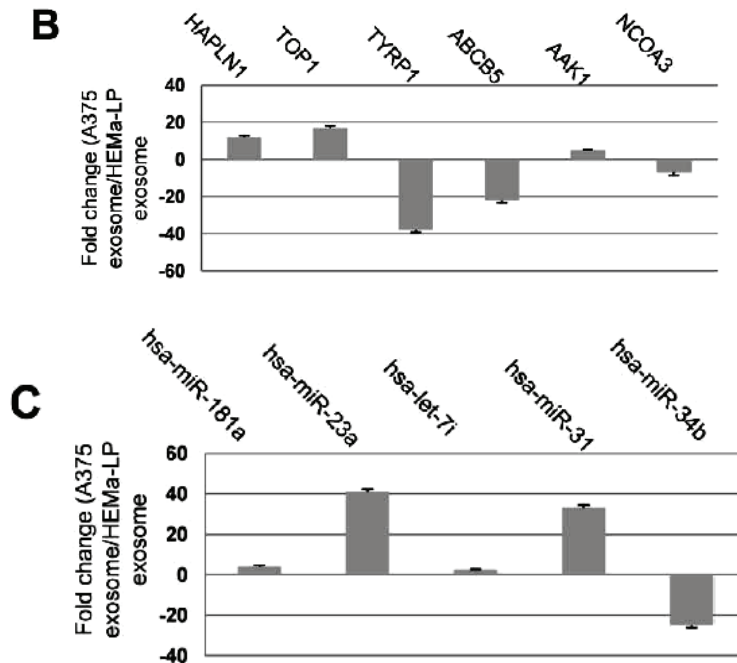 B
HAPLN1 TOP1 TYRP1 ABCB5 AAK1 NCOA3
Fold change (A375
exosome/HEMa-LP
exosome
40
20
0
-20
-40
-60
C
hsa-miR-181a hsa-miR-23a hsa-let-7i hsa-miR-31 hsa-miR-34b
Fold change (A375
exosome/HEMa-LP
exosome
60
40
20
0
-20
-40